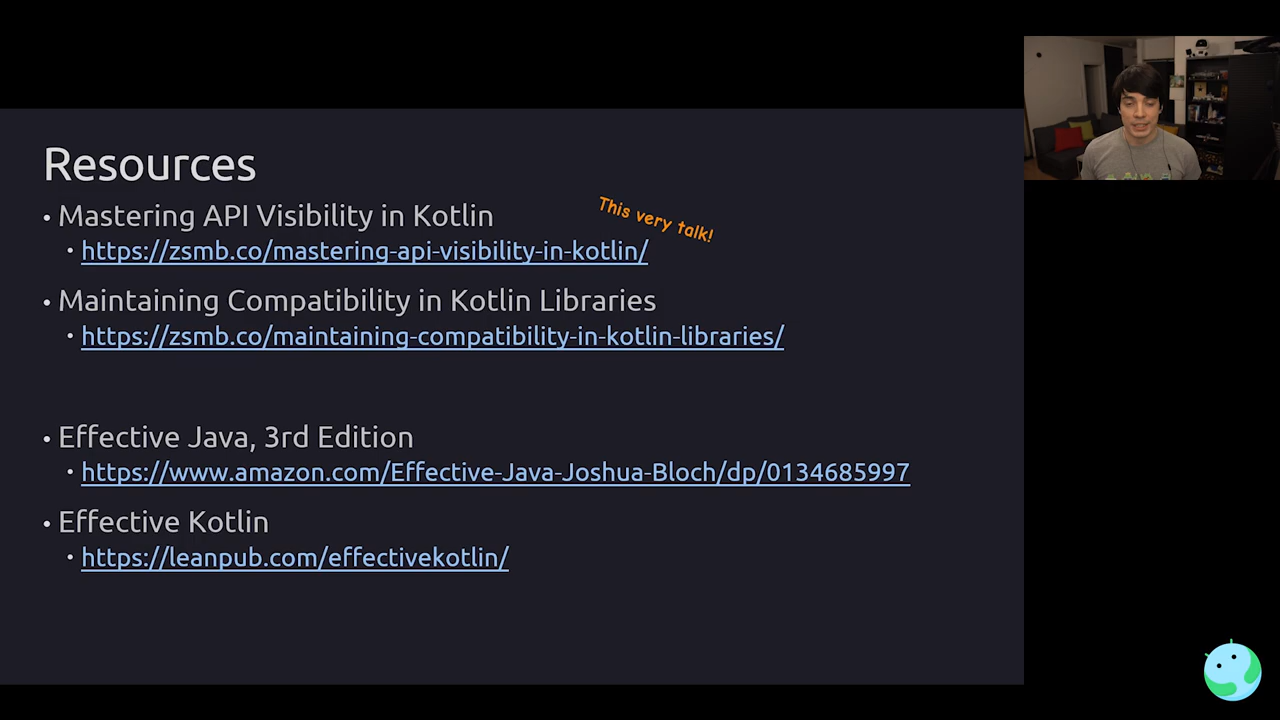 Resources
• Mastering API Visibility in Kotlin
This very talk!
• https://zsmb.co/mastering-api-visibility-in-kotlin/
• Maintaining Compatibility in Kotlin Libraries
• https://zsmb.co/maintaining-compatibility-in-kotlin-libraries/
• Effective Java, 3rd Edition
• https://www.amazon.com/Effective-Java-Joshua-Bloch/dp/0134685997
• Effective Kotlin
• https://leanpub.com/effectivekotlin/